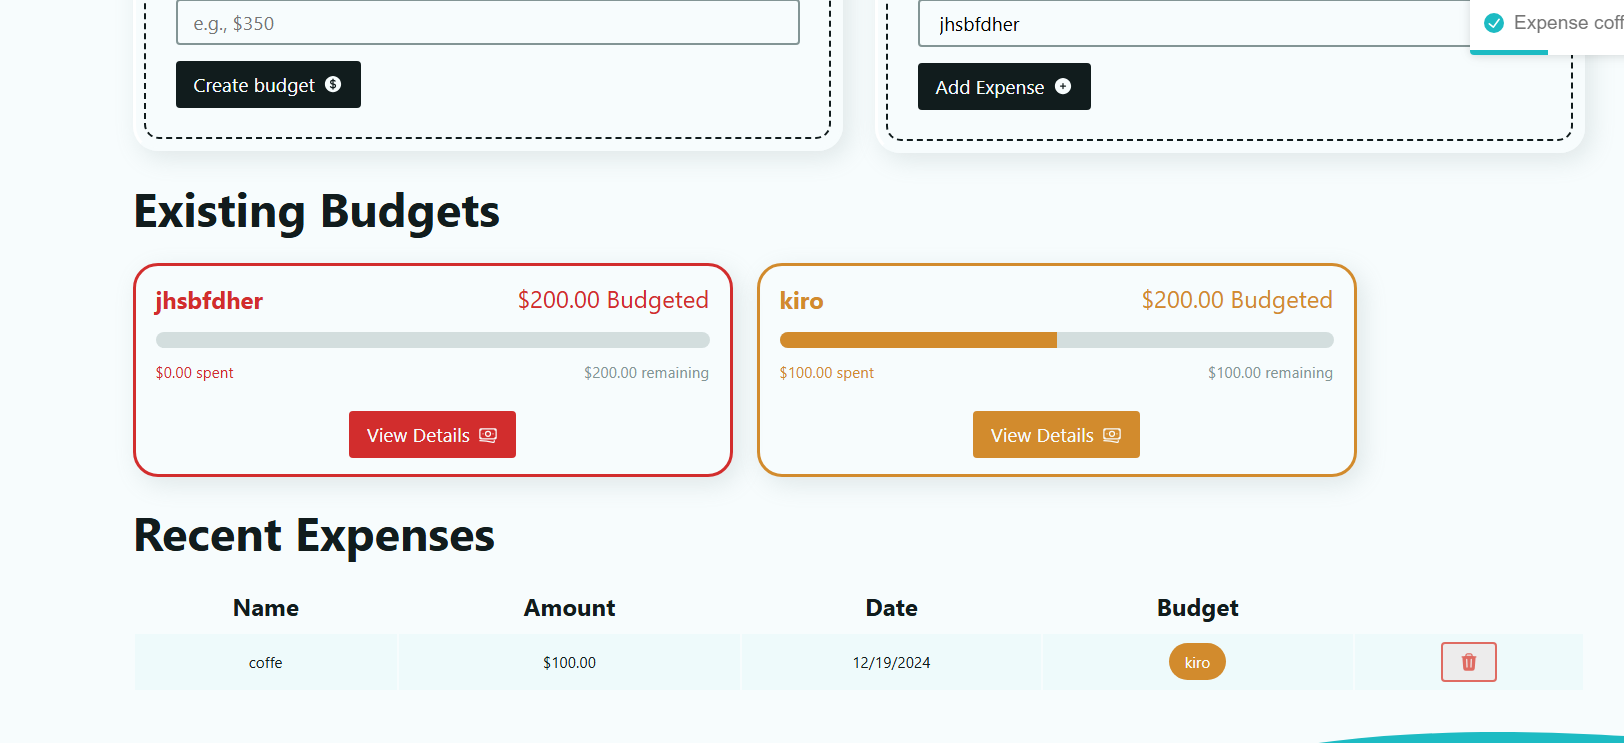 e.g., $350
jhsbfdher
Expense coff
Create budget
Add Expense
Existing Budgets
jhsbfdher $200.00 Budgeted
$0.00 spent $200.00 remaining
View Details
kiro $200.00 Budgeted
$100.00 spent $100.00 remaining
View Details
Recent Expenses
Name Amount Date Budget
coffe $100.00 12/19/2024 kiro